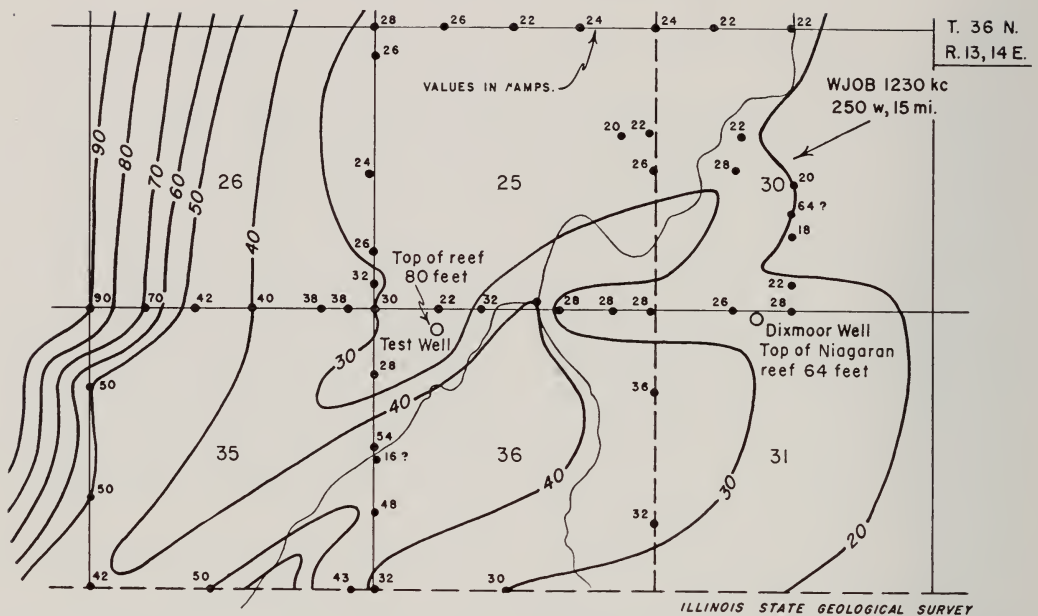 28 26 22 24 24 22 22
T. 36 N.
R. 13, 14 E.
26
VALUES IN μAMPS.
WJOB 1230 kc
250 w, 15 mi.
20 22 22
90
80
70
60
50
26
24
25
26 28
30
20
64 ?
18
40
26
Top of reef
80 feet
32
22
90 70 42 40 38 38 30 22 32 28 28 28 26 28
Test Well
Dixmoor Well
Top of Niagaran
reef 64 feet
30
28
50
36
40
54
16 ?
35
36
31
40
30
20
50
48
32
42 50 43 32 30
ILLINOIS STATE GEOLOGICAL SURVEY